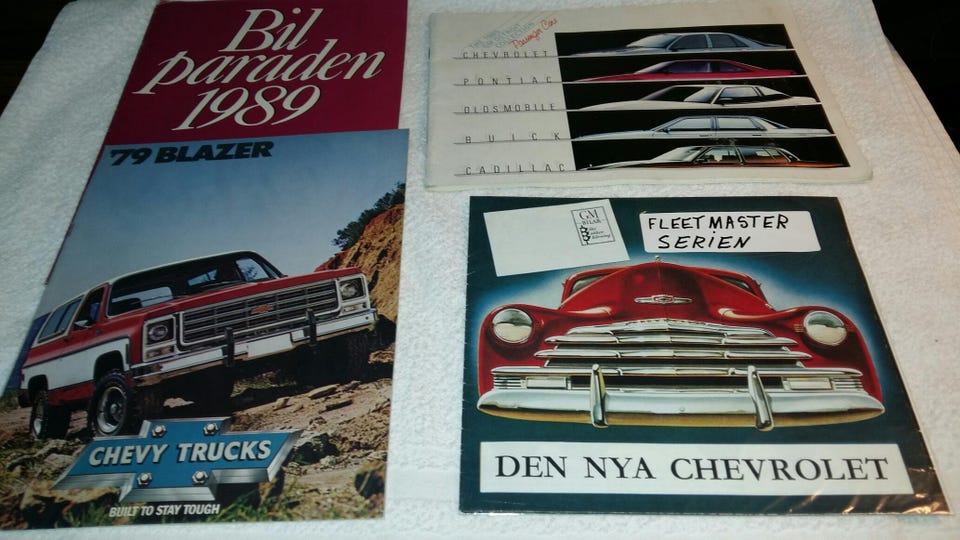 Bil
paraden
1989
'79 BLAZER
CHEVY TRUCKS
BUILT TO STAY TOUGH
Passenger Cars
CHEVROLET
PONTIAC
OLDSMOBILE
BUICK
CADILLAC
GM
BILAR
FLEETMASTER
SERIEN
DEN NYA CHEVROLET